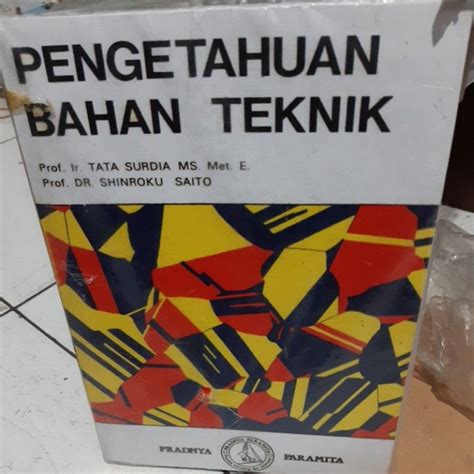 PENGETAHUAN
BAHAN TEKNIK
Prof. Ir. TATA SURDIA MS. Met. E.
Prof. DR. SHINROKU SAITO
PRADNYA PARAMITA